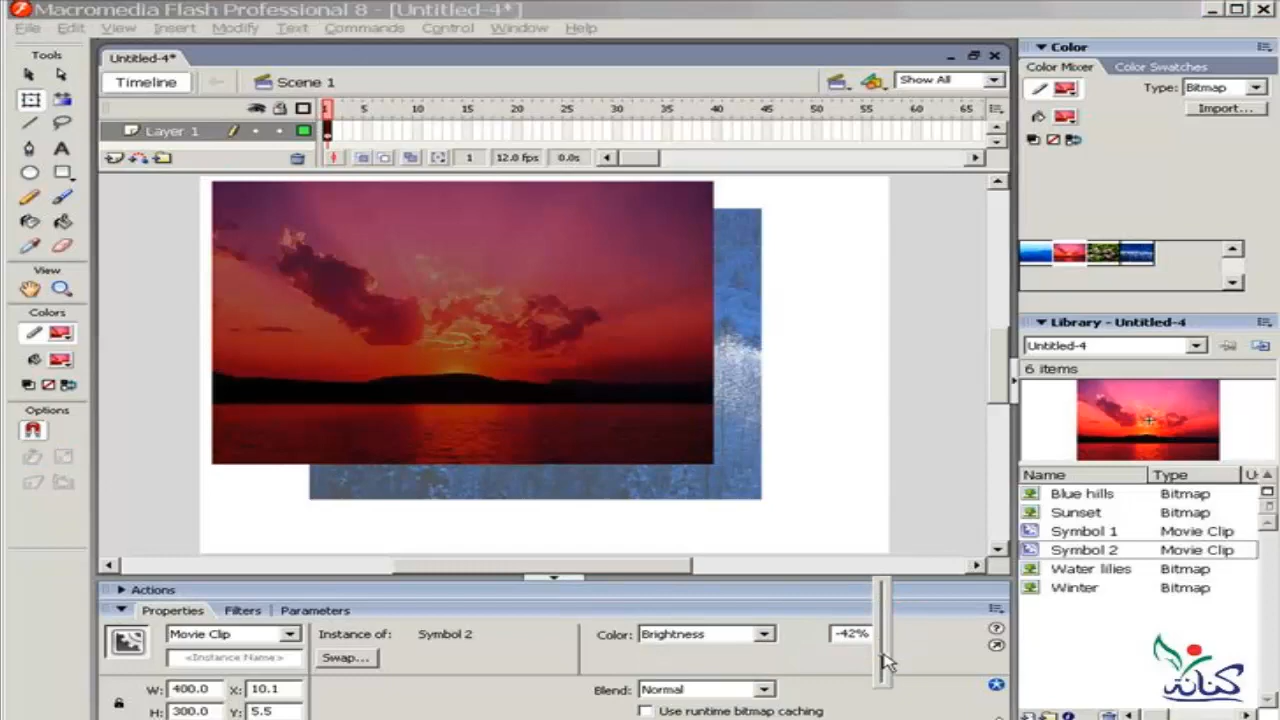 Macromedia Flash Professional 8 - [Untitled-4*]
File Edit View Insert Modify Text Commands Control Window Help
Tools
View
Colors
Options
Untitled-4*
Timeline
Scene 1
Show All
5 10 15 20 25 30 35 40 45 50 55 60 65
Layer 1
1 12.0 fps 0.0s
Actions
Properties Filters Parameters
Movie Clip
Instance of: Symbol 2
Color: Brightness
-42%
<Instance Name>
Swap...
W: 400.0 X: 10.1
Blend: Normal
H: 300.0 Y: 5.5
Use runtime bitmap caching
Color
Color Mixer Color Swatches
Type: Bitmap
Import...
Library - Untitled-4
Untitled-4
6 items
Name Type U
Blue hills Bitmap
Sunset Bitmap
Symbol 1 Movie Clip
Symbol 2 Movie Clip
Water lilies Bitmap
Winter Bitmap
كنانة